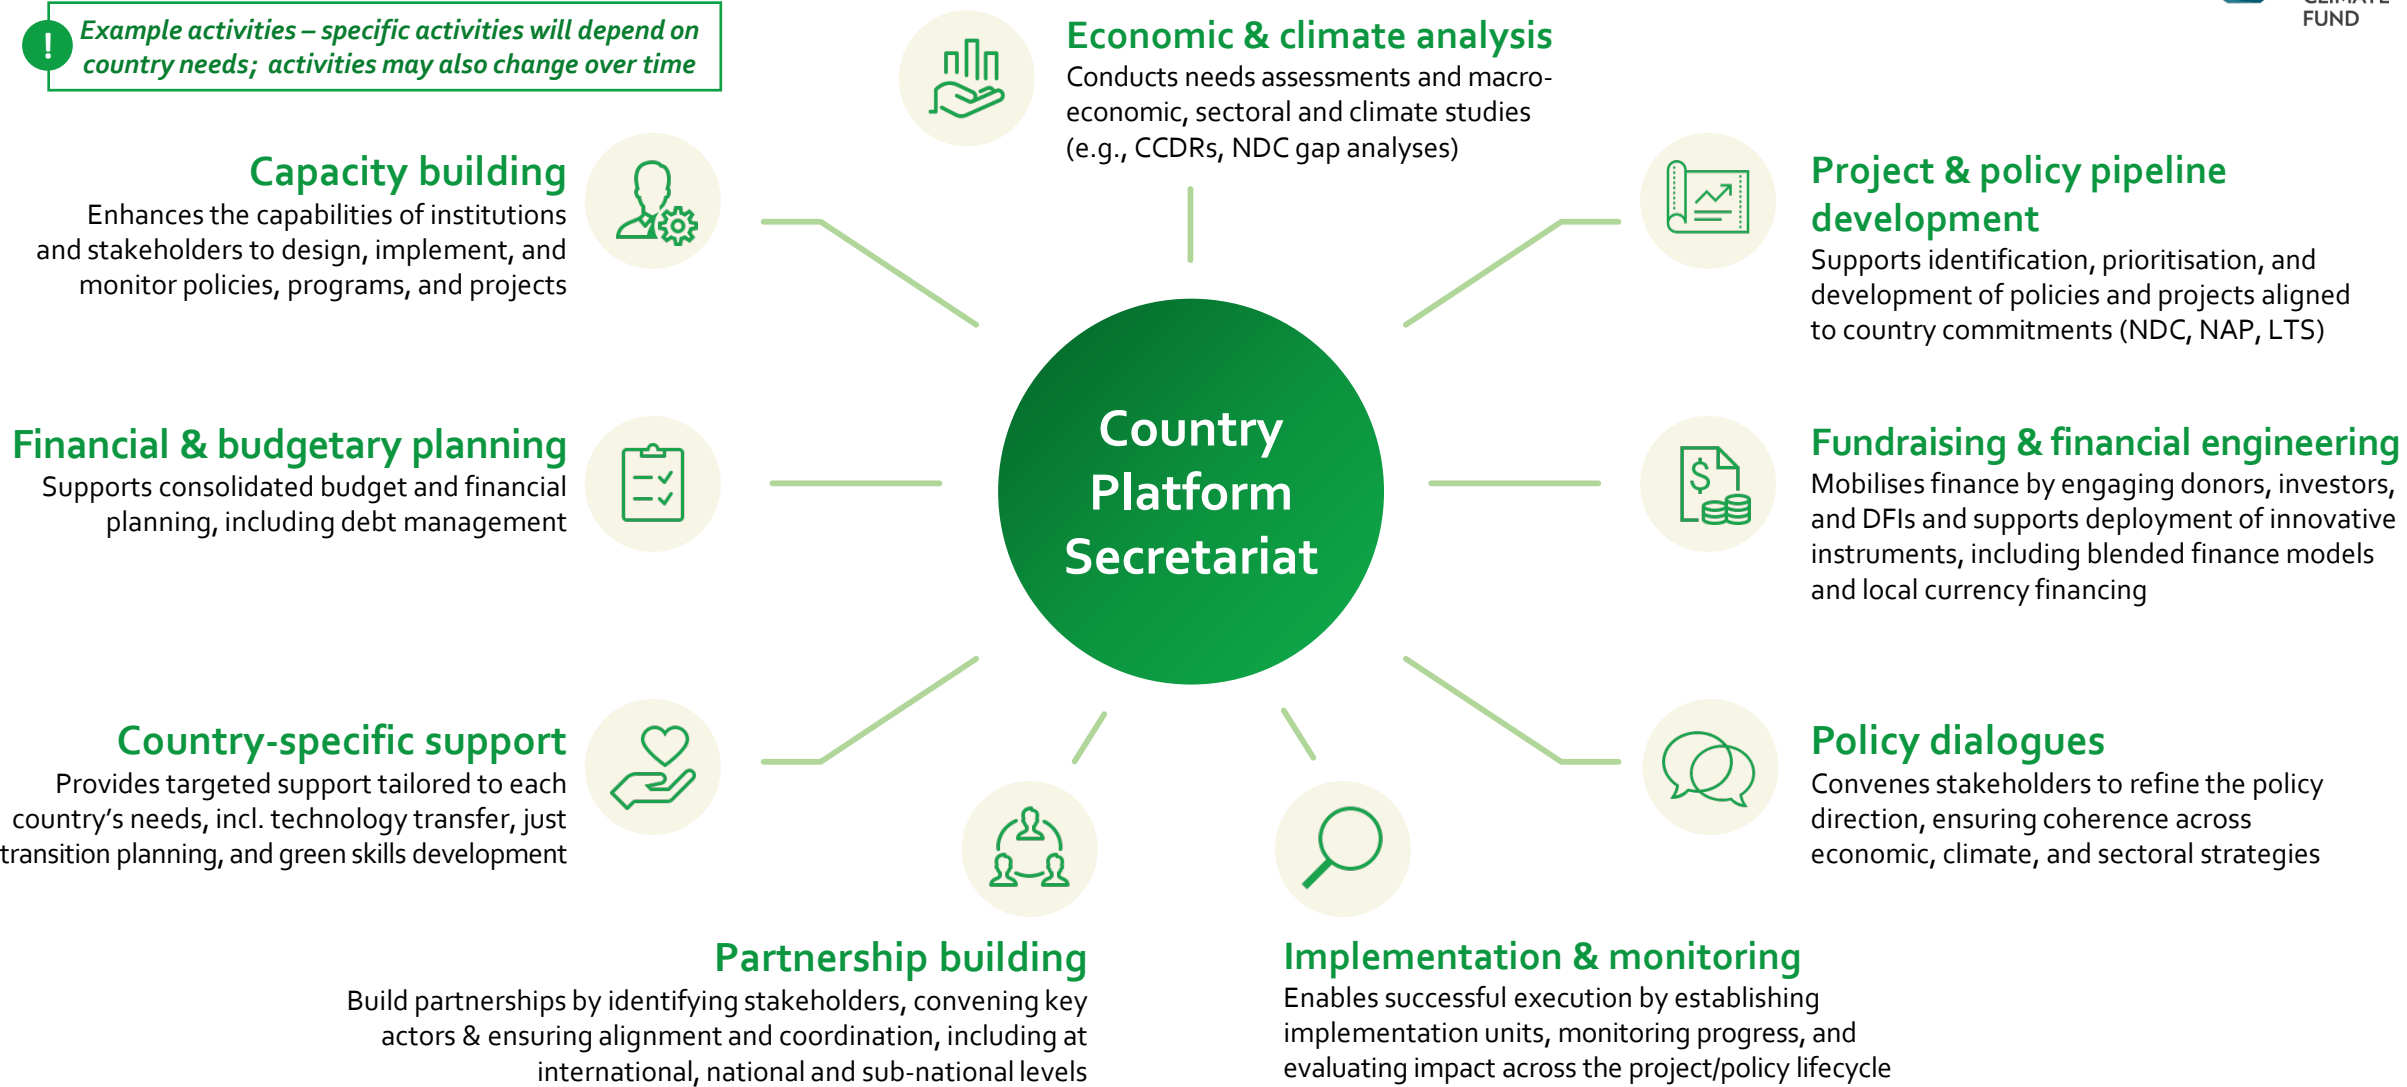 !
Example activities – specific activities will depend on
country needs; activities may also change over time
FUND
Economic & climate analysis
Conducts needs assessments and macro-
economic, sectoral and climate studies
(e.g., CCDRs, NDC gap analyses)
Capacity building
Enhances the capabilities of institutions
and stakeholders to design, implement, and
monitor policies, programs, and projects
Project & policy pipeline
development
Supports identification, prioritisation, and
development of policies and projects aligned
to country commitments (NDC, NAP, LTS)
Financial & budgetary planning
Supports consolidated budget and financial
planning, including debt management
Country
Platform
Secretariat
$
Fundraising & financial engineering
Mobilises finance by engaging donors, investors,
and DFIs and supports deployment of innovative
instruments, including blended finance models
and local currency financing
Country-specific support
Provides targeted support tailored to each
country's needs, incl. technology transfer, just
transition planning, and green skills development
Policy dialogues
Convenes stakeholders to refine the policy
direction, ensuring coherence across
economic, climate, and sectoral strategies
Partnership building
Build partnerships by identifying stakeholders, convening key
actors & ensuring alignment and coordination, including at
international, national and sub-national levels
Implementation & monitoring
Enables successful execution by establishing
implementation units, monitoring progress, and
evaluating impact across the project/policy lifecycle